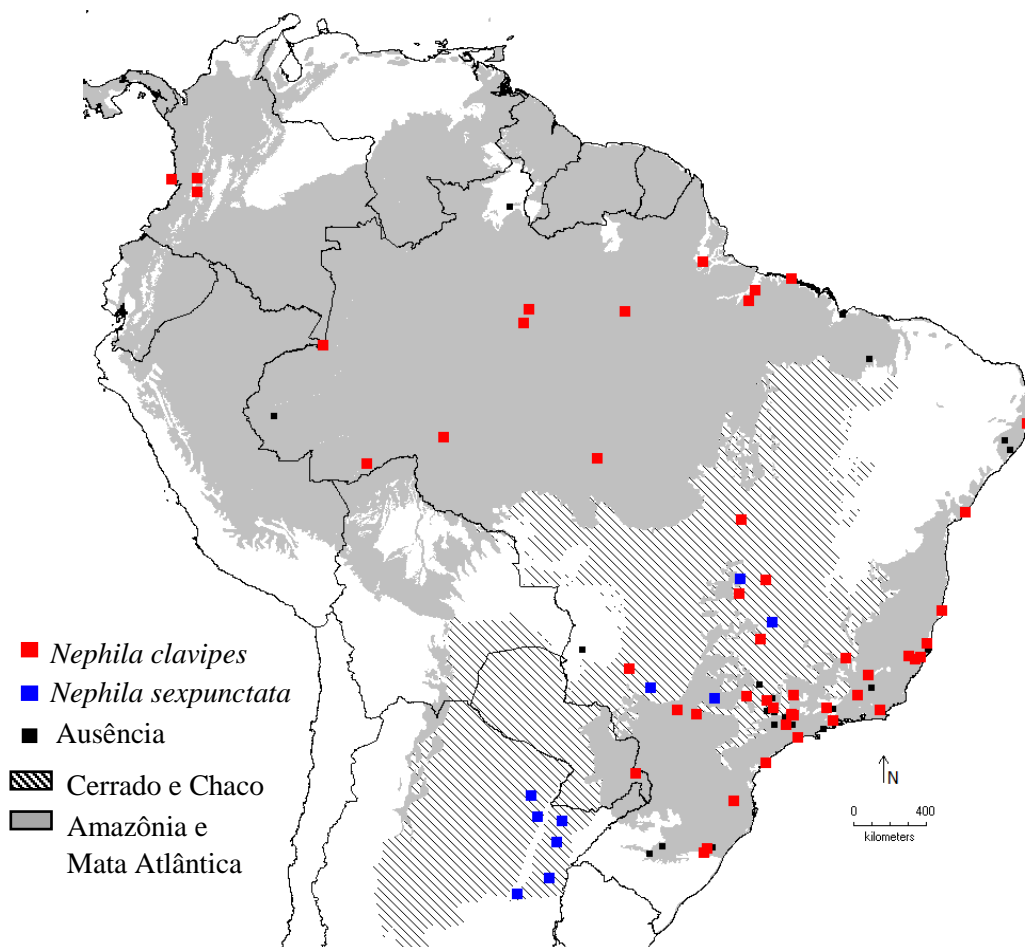 Nephila clavipes
Nephila sexpunctata
Ausência
Cerrado e Chaco
Amazônia e
Mata Atlântica
N
0 400
kilometers